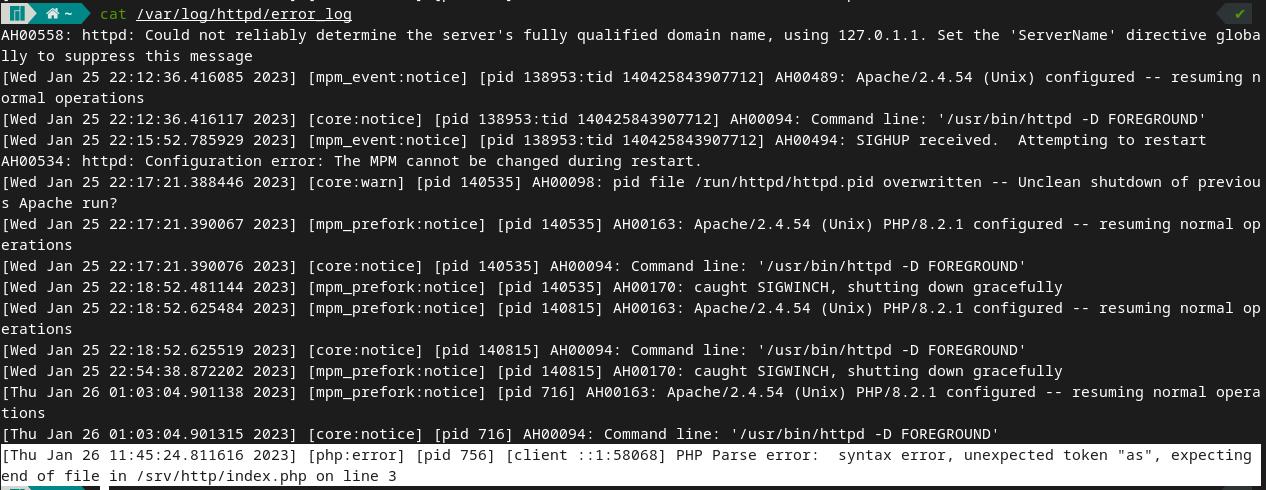 ~ cat /var/log/httpd/error_log
AH00558: httpd: Could not reliably determine the server's fully qualified domain name, using 127.0.1.1. Set the 'ServerName' directive globa
lly to suppress this message
[Wed Jan 25 22:12:36.416085 2023] [mpm_event:notice] [pid 138953:tid 140425843907712] AH00489: Apache/2.4.54 (Unix) configured -- resuming n
ormal operations
[Wed Jan 25 22:12:36.416117 2023] [core:notice] [pid 138953:tid 140425843907712] AH00094: Command line: '/usr/bin/httpd -D FOREGROUND'
[Wed Jan 25 22:15:52.785929 2023] [mpm_event:notice] [pid 138953:tid 140425843907712] AH00494: SIGHUP received.  Attempting to restart
AH00534: httpd: Configuration error: The MPM cannot be changed during restart.
[Wed Jan 25 22:17:21.388446 2023] [core:warn] [pid 140535] AH00098: pid file /run/httpd/httpd.pid overwritten -- Unclean shutdown of previou
s Apache run?
[Wed Jan 25 22:17:21.390067 2023] [mpm_prefork:notice] [pid 140535] AH00163: Apache/2.4.54 (Unix) PHP/8.2.1 configured -- resuming normal op
erations
[Wed Jan 25 22:17:21.390076 2023] [core:notice] [pid 140535] AH00094: Command line: '/usr/bin/httpd -D FOREGROUND'
[Wed Jan 25 22:18:52.481144 2023] [mpm_prefork:notice] [pid 140535] AH00170: caught SIGWINCH, shutting down gracefully
[Wed Jan 25 22:18:52.625484 2023] [mpm_prefork:notice] [pid 140815] AH00163: Apache/2.4.54 (Unix) PHP/8.2.1 configured -- resuming normal op
erations
[Wed Jan 25 22:18:52.625519 2023] [core:notice] [pid 140815] AH00094: Command line: '/usr/bin/httpd -D FOREGROUND'
[Wed Jan 25 22:54:38.872202 2023] [mpm_prefork:notice] [pid 140815] AH00170: caught SIGWINCH, shutting down gracefully
[Thu Jan 26 01:03:04.901138 2023] [mpm_prefork:notice] [pid 716] AH00163: Apache/2.4.54 (Unix) PHP/8.2.1 configured -- resuming normal opera
tions
[Thu Jan 26 01:03:04.901315 2023] [core:notice] [pid 716] AH00094: Command line: '/usr/bin/httpd -D FOREGROUND'
[Thu Jan 26 11:45:24.811616 2023] [php:error] [pid 756] [client ::1:58068] PHP Parse error:  syntax error, unexpected token "as", expecting
end of file in /srv/http/index.php on line 3